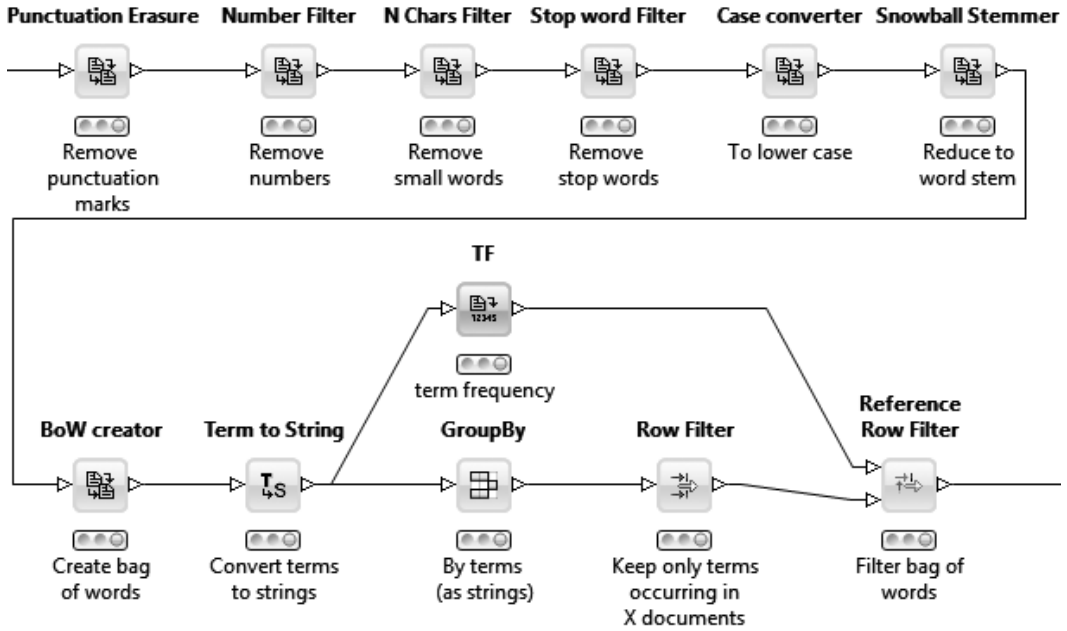 Punctuation Erasure
Number Filter
N Chars Filter
Stop word Filter
Case converter
Snowball Stemmer
Remove
punctuation
marks
Remove
numbers
Remove
small words
Remove
stop words
To lower case
Reduce to
word stem
TF
12345
term frequency
BoW creator
Term to String
GroupBy
Row Filter
Reference
Row Filter
T
S
Create bag
of words
Convert terms
to strings
By terms
(as strings)
Keep only terms
occurring in
X documents
Filter bag of
words